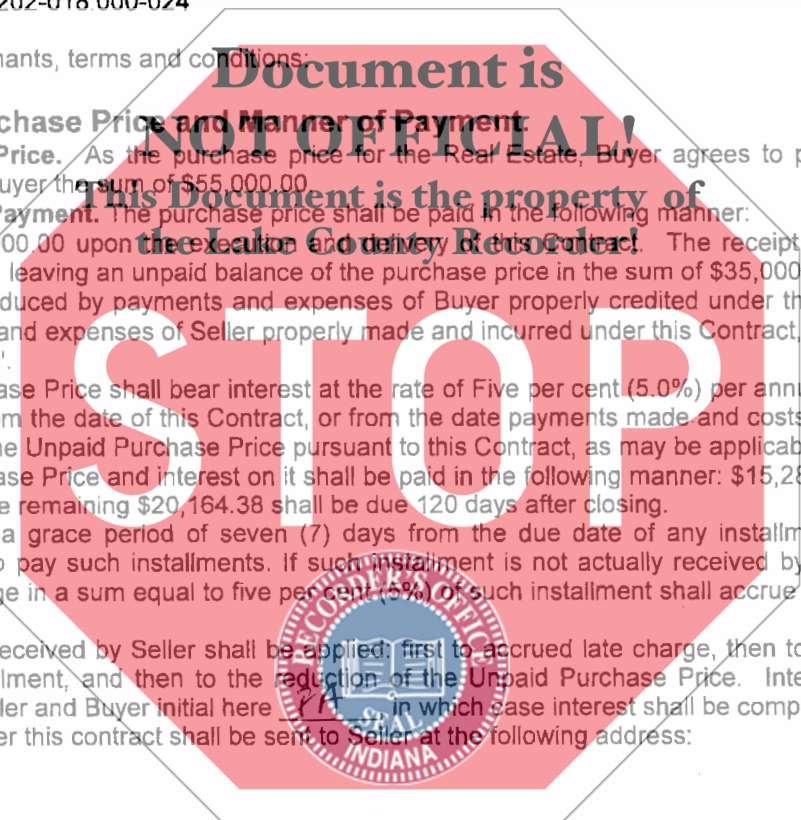 202-018.000-024
nants, terms and conditions:
Document is
chase Price and Manner of Payment.
NOT OFFICIAL!
Price. As the purchase price for the Real Estate, Buyer agrees to p
uyer the sum of $55,000.00.
This Document is the property of
Payment. The purchase price shall be paid in the following manner:
00.00 upon the execution and delivery of this Contract. The receipt
the Lake County Recorder!
leaving an unpaid balance of the purchase price in the sum of $35,000
duced by payments and expenses of Buyer properly credited under th
and expenses of Seller properly made and incurred under this Contract,
".
ase Price shall bear interest at the rate of Five per cent (5.0%) per annu
om the date of this Contract, or from the date payments made and costs
STOP
he Unpaid Purchase Price pursuant to this Contract, as may be applicab
ase Price and interest on it shall be paid in the following manner: $15,28
e remaining $20,164.38 shall be due 120 days after closing.
a grace period of seven (7) days from the due date of any installm
o pay such installments. If such installment is not actually received by
ge in a sum equal to five per cent (5%) of such installment shall accrue
RECORDER'S OFFICE
eceived by Seller shall be applied: first to accrued late charge, then to
llment, and then to the reduction of the Unpaid Purchase Price. Inte
ller and Buyer initial here in which case interest shall be comp
SEAL
er this contract shall be sent to Seller at the following address:
INDIANA